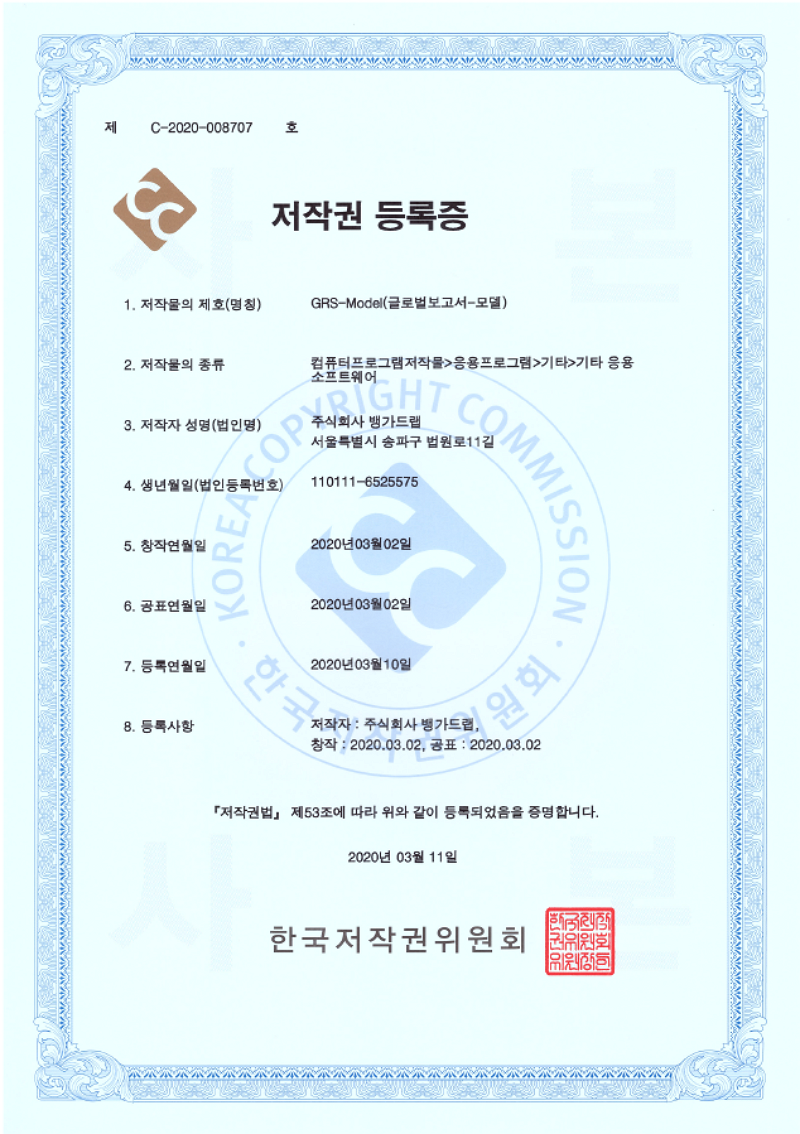 제 C-2020-008707 호
저작권 등록증
1. 저작물의 제호(명칭) GRS-Model(글로벌보고서-모델)
2. 저작물의 종류 컴퓨터프로그램저작물>응용프로그램>기타>기타 응용
소프트웨어
3. 저작자 성명(법인명) 주식회사 뱅가드랩
서울특별시 송파구 법원로11길
4. 생년월일(법인등록번호) 110111-6525575
5. 창작연월일 2020년03월02일
6. 공표연월일 2020년03월02일
7. 등록연월일 2020년03월10일
8. 등록사항 저작자 : 주식회사 뱅가드랩,
창작 : 2020.03.02, 공표 : 2020.03.02
『저작권법』 제53조에 따라 위와 같이 등록되었음을 증명합니다.
2020년 03월 11일
한국저작권위원회
KOREA COPYRIGHT COMMISSION
한국저작권위원회
사 본
사 본